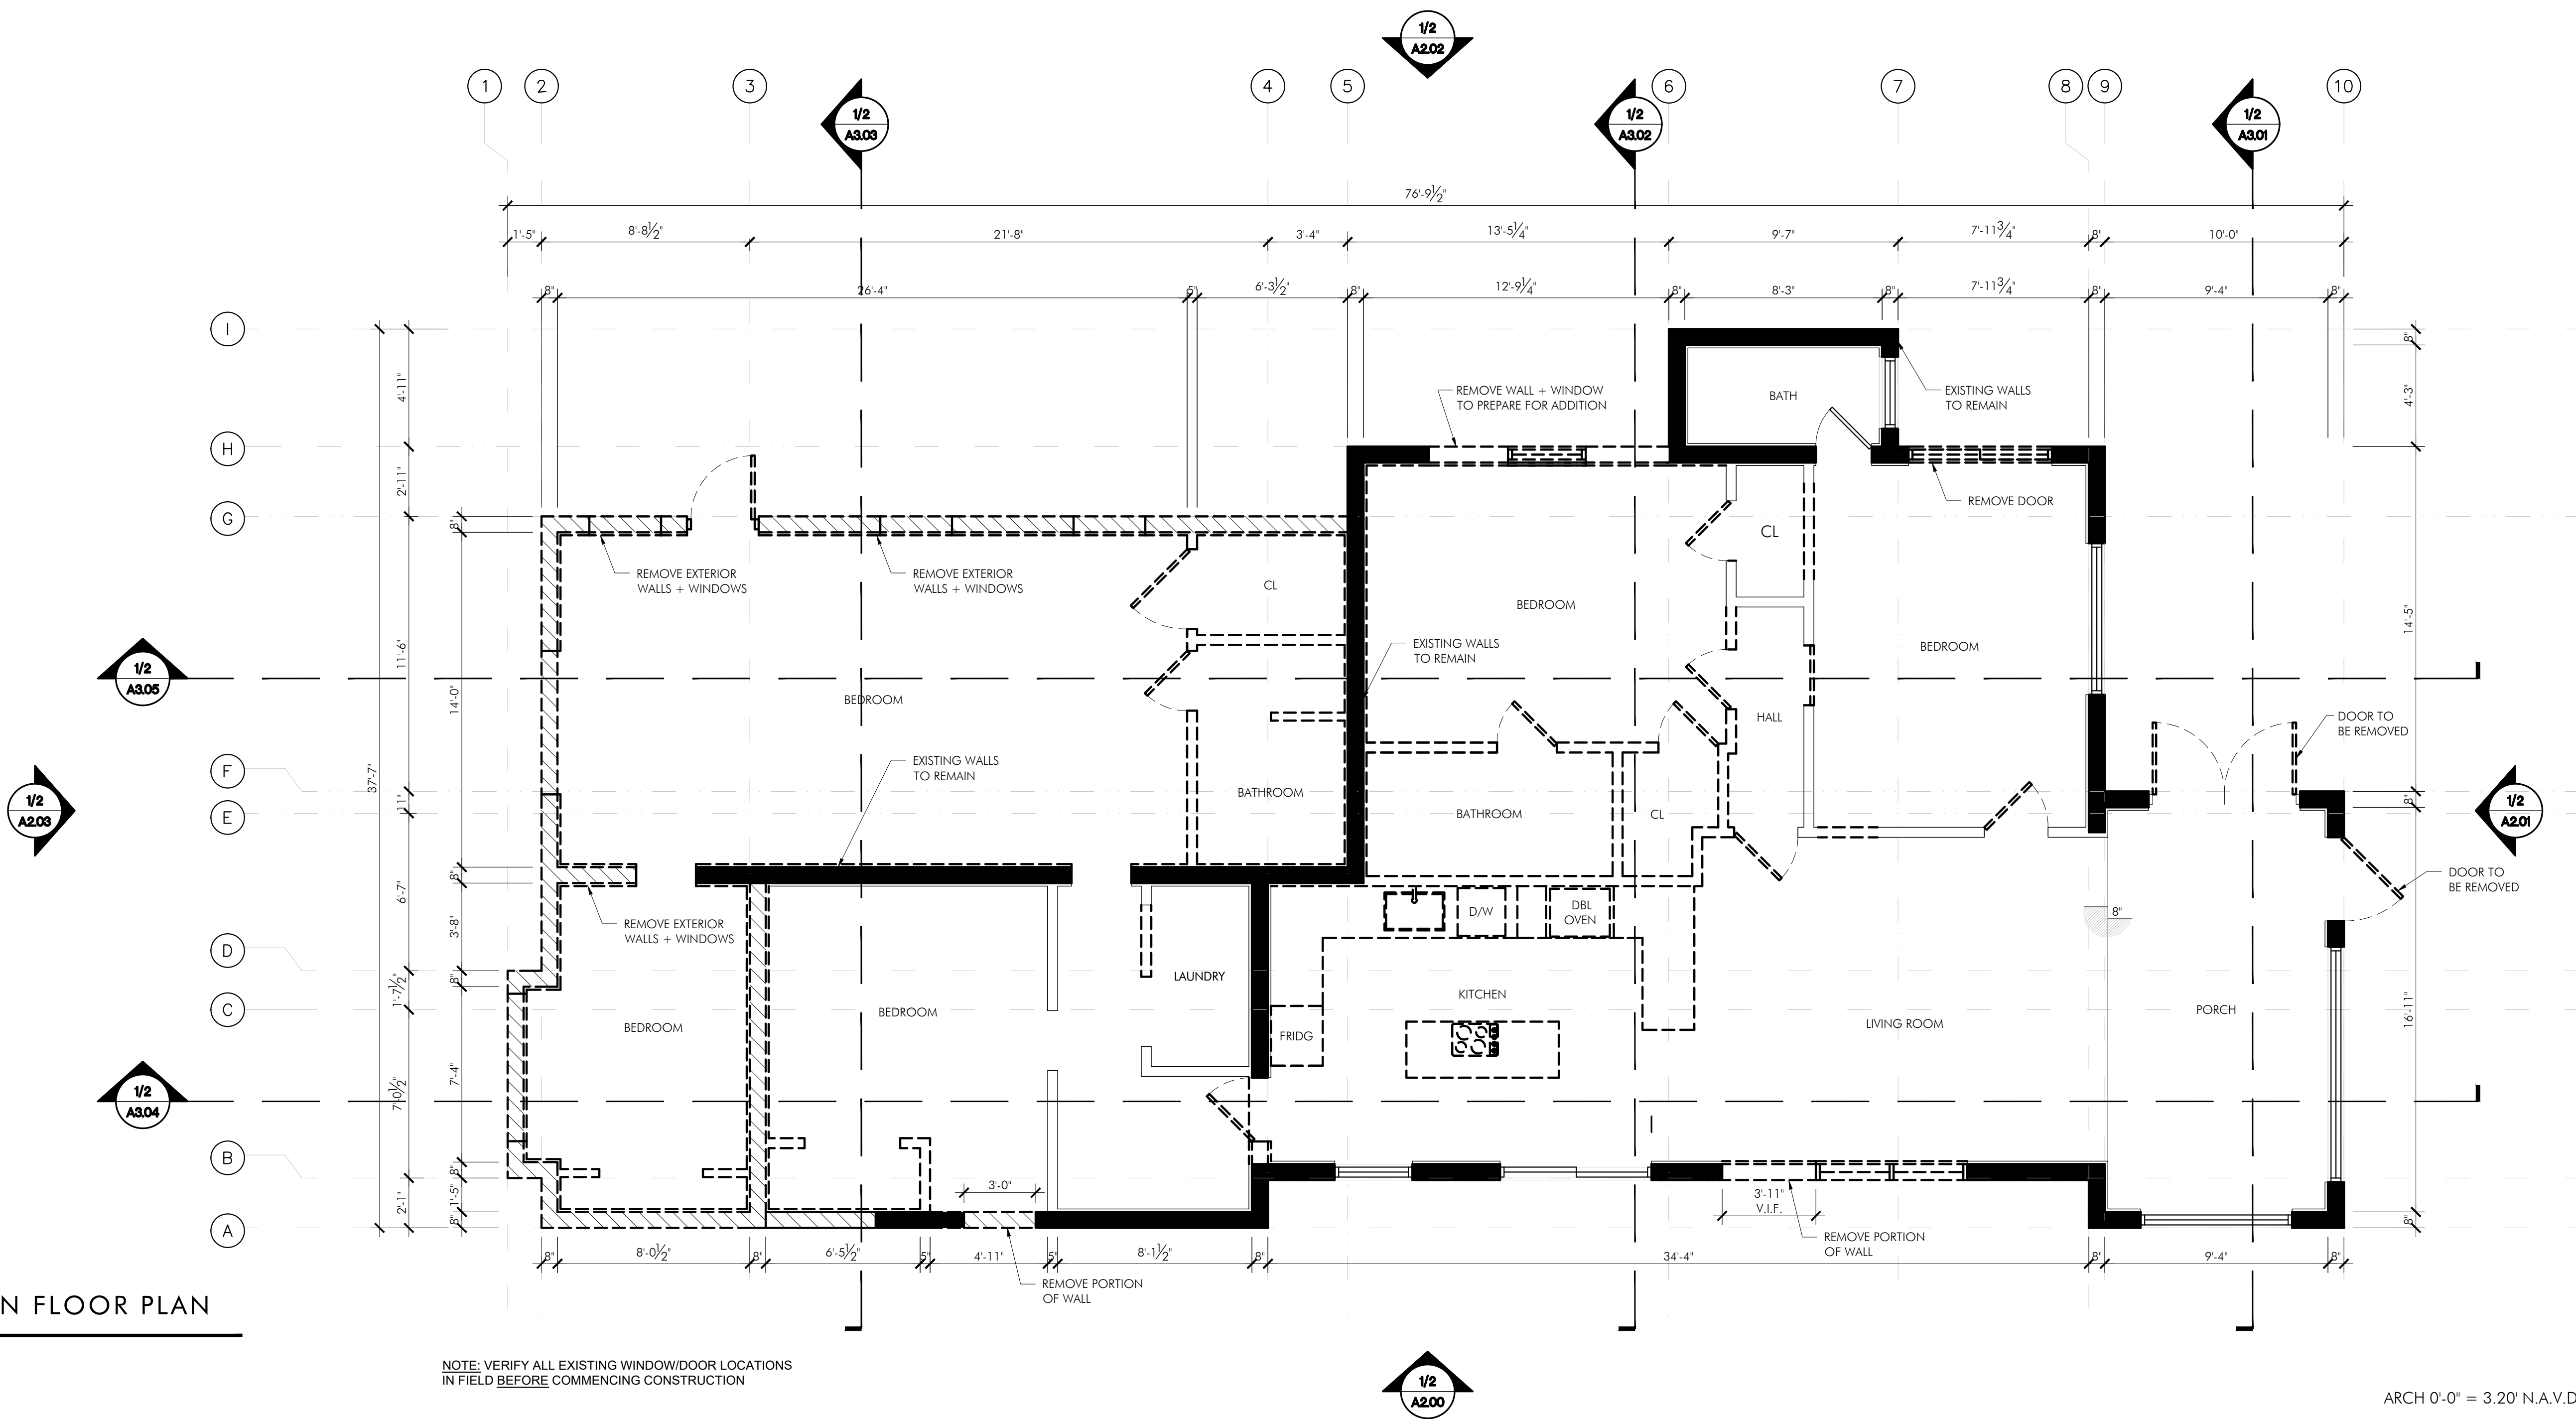 1/2
A2.02
1
2
3
4
5
6
7
8
9
10
1/2
A3.03
1/2
A3.02
1/2
A3.01
76'-9 1/2"
1'-5"
8'-8 1/2"
21'-8"
3'-4"
13'-5 1/4"
9'-7"
7'-11 3/4"
8"
10'-0"
8"
26'-4"
5"
6'-3 1/2"
8"
12'-9 1/4"
8"
8'-3"
8"
7'-11 3/4"
8"
9'-4"
8"
I
H
G
F
E
D
C
B
A
37'-7"
4'-11"
2'-11"
11'-6"
11"
6'-7"
1'-7 1/2"
7'-0 1/2"
2'-1"
8"
14'-0"
8"
3'-8"
8"
7'-4"
8"
1'-5"
8"
8"
4'-3"
14'-5"
8"
16'-11"
8"
BATH
REMOVE WALL + WINDOW
TO PREPARE FOR ADDITION
EXISTING WALLS
TO REMAIN
REMOVE DOOR
CL
REMOVE EXTERIOR
WALLS + WINDOWS
REMOVE EXTERIOR
WALLS + WINDOWS
CL
BEDROOM
EXISTING WALLS
TO REMAIN
BEDROOM
1/2
A3.05
BEDROOM
HALL
DOOR TO
BE REMOVED
EXISTING WALLS
TO REMAIN
BATHROOM
1/2
A2.03
BATHROOM
CL
1/2
A2.01
DOOR TO
BE REMOVED
REMOVE EXTERIOR
WALLS + WINDOWS
D/W
DBL
OVEN
8"
LAUNDRY
KITCHEN
BEDROOM
BEDROOM
FRIDG
LIVING ROOM
PORCH
1/2
A3.04
3'-0"
3'-11"
V.I.F.
REMOVE PORTION
OF WALL
8"
8'-0 1/2"
8"
6'-5 1/2"
5"
4'-11"
5"
8'-1 1/2"
8"
34'-4"
8"
9'-4"
8"
REMOVE PORTION
OF WALL
N FLOOR PLAN
NOTE: VERIFY ALL EXISTING WINDOW/DOOR LOCATIONS
IN FIELD BEFORE COMMENCING CONSTRUCTION
1/2
A2.00
ARCH 0'-0" = 3.20' N.A.V.D